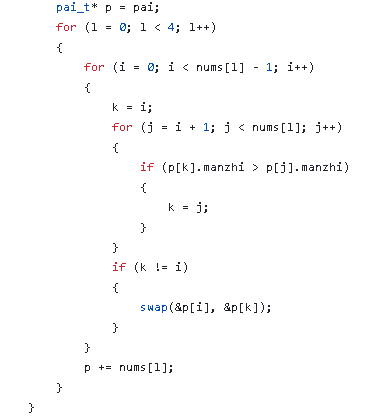 pai_t* p = pai;
for (l = 0; l < 4; l++)
{
for (i = 0; i < nums[l] - 1; i++)
{
k = i;
for (j = i + 1; j < nums[l]; j++)
{
if (p[k].manzhi > p[j].manzhi)
{
k = j;
}
}
if (k != i)
{
swap(&p[i], &p[k]);
}
}
p += nums[l];
}
}